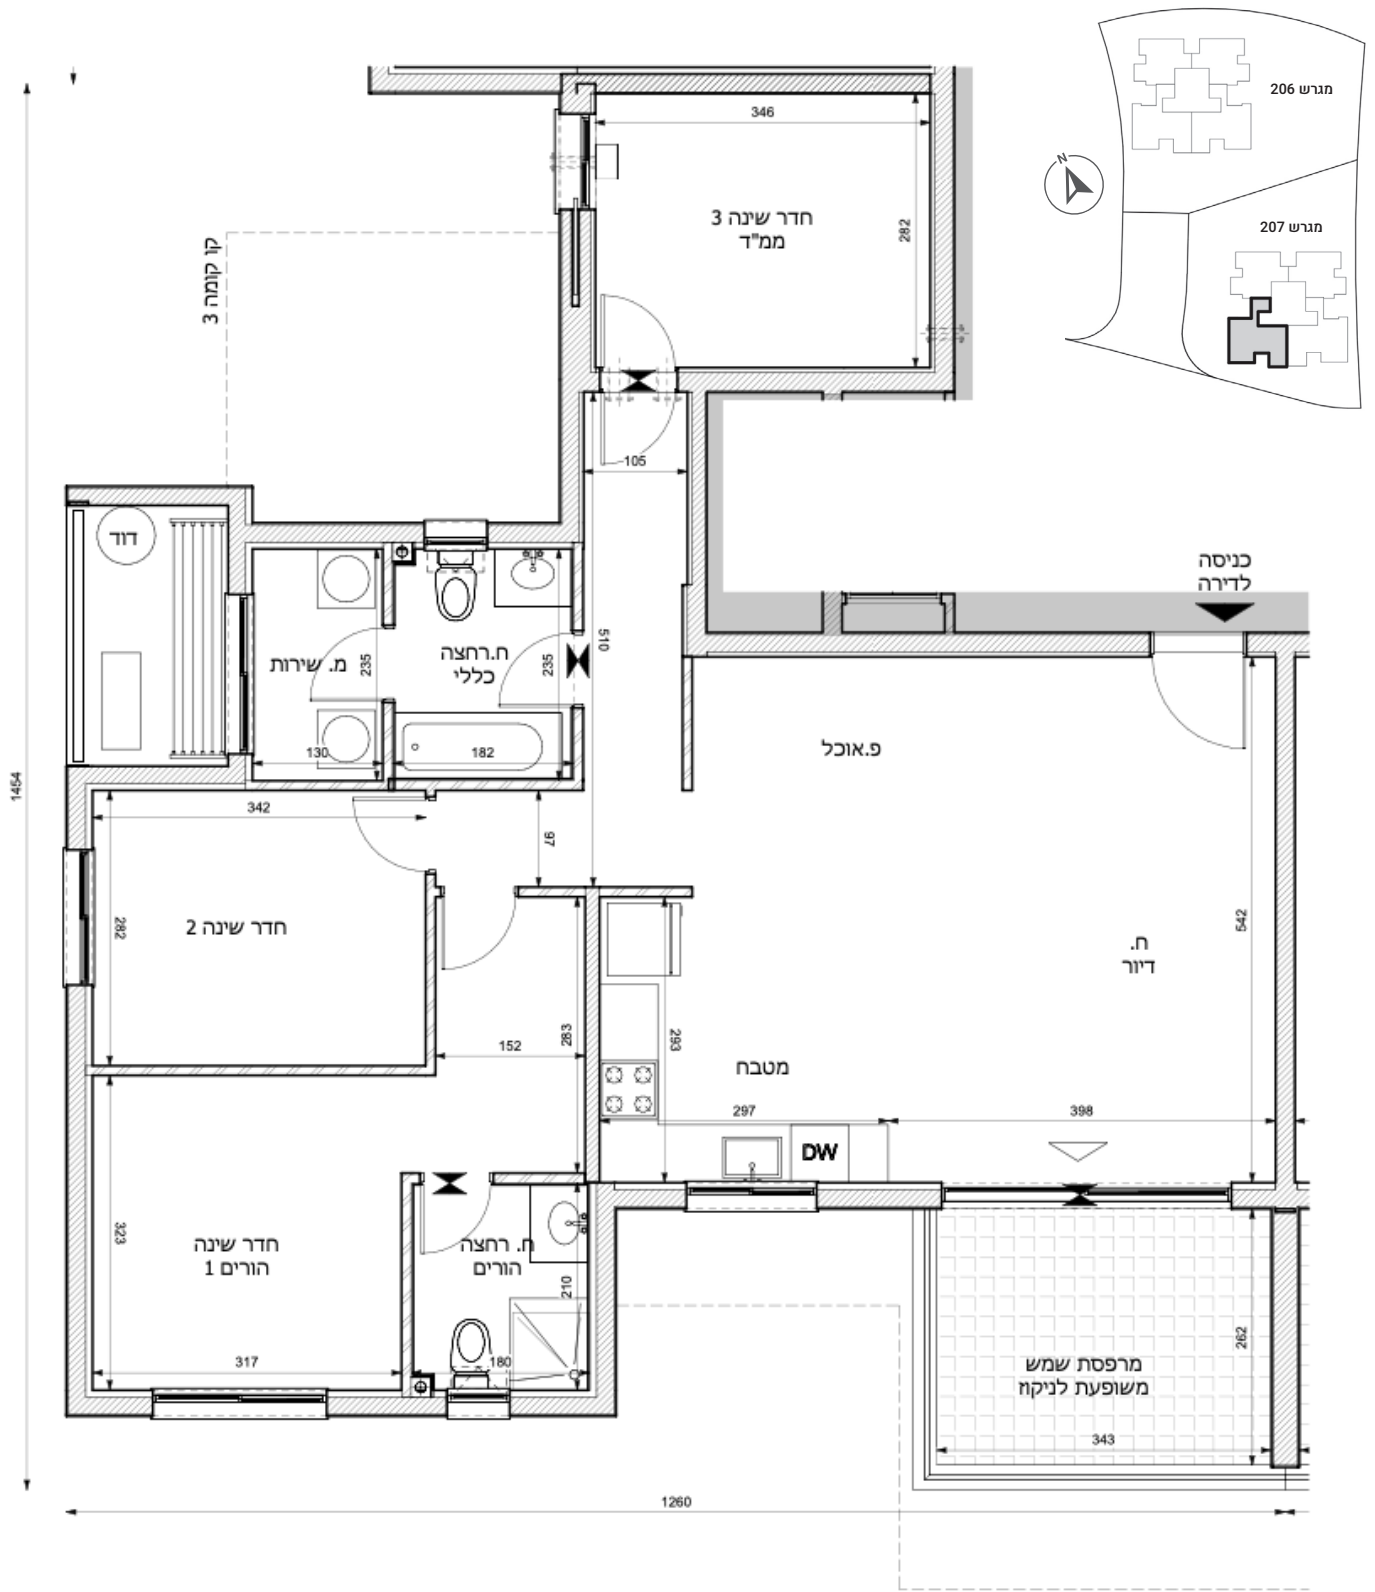 מגרש 206
N
מגרש 207
346
חדר שינה 3
ממ"ד
282
קו קומה 3
105
דוד
כניסה
לדירה
510
מ. שירות
235
ח.רחצה
כללי
235
130
182
פ.אוכל
1454
342
97
282
חדר שינה 2
542
ח.
דיור
283
293
152
מטבח
297
398
DW
323
חדר שינה
הורים 1
ח. רחצה
הורים
210
262
317
180
מרפסת שמש
משופעת לניקוז
343
1260